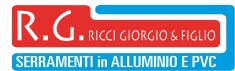 R.G. RICCI GIORGIO & FIGLIO
SERRAMENTI in ALLUMINIO E PVC